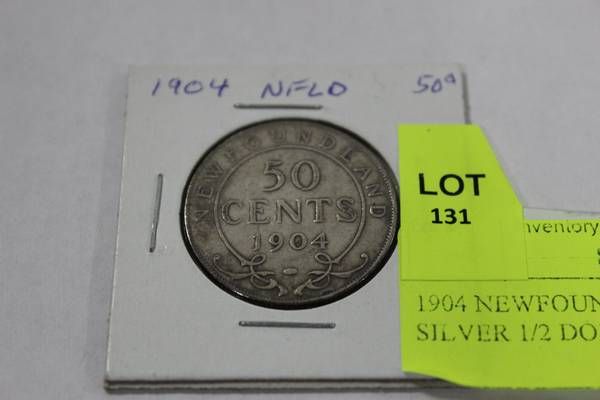 1904 NFLD 50¢
NEWFOUNDLAND
50
CENTS
1904
LOT
131
nventory
1904 NEWFOUN
SILVER 1/2 DO